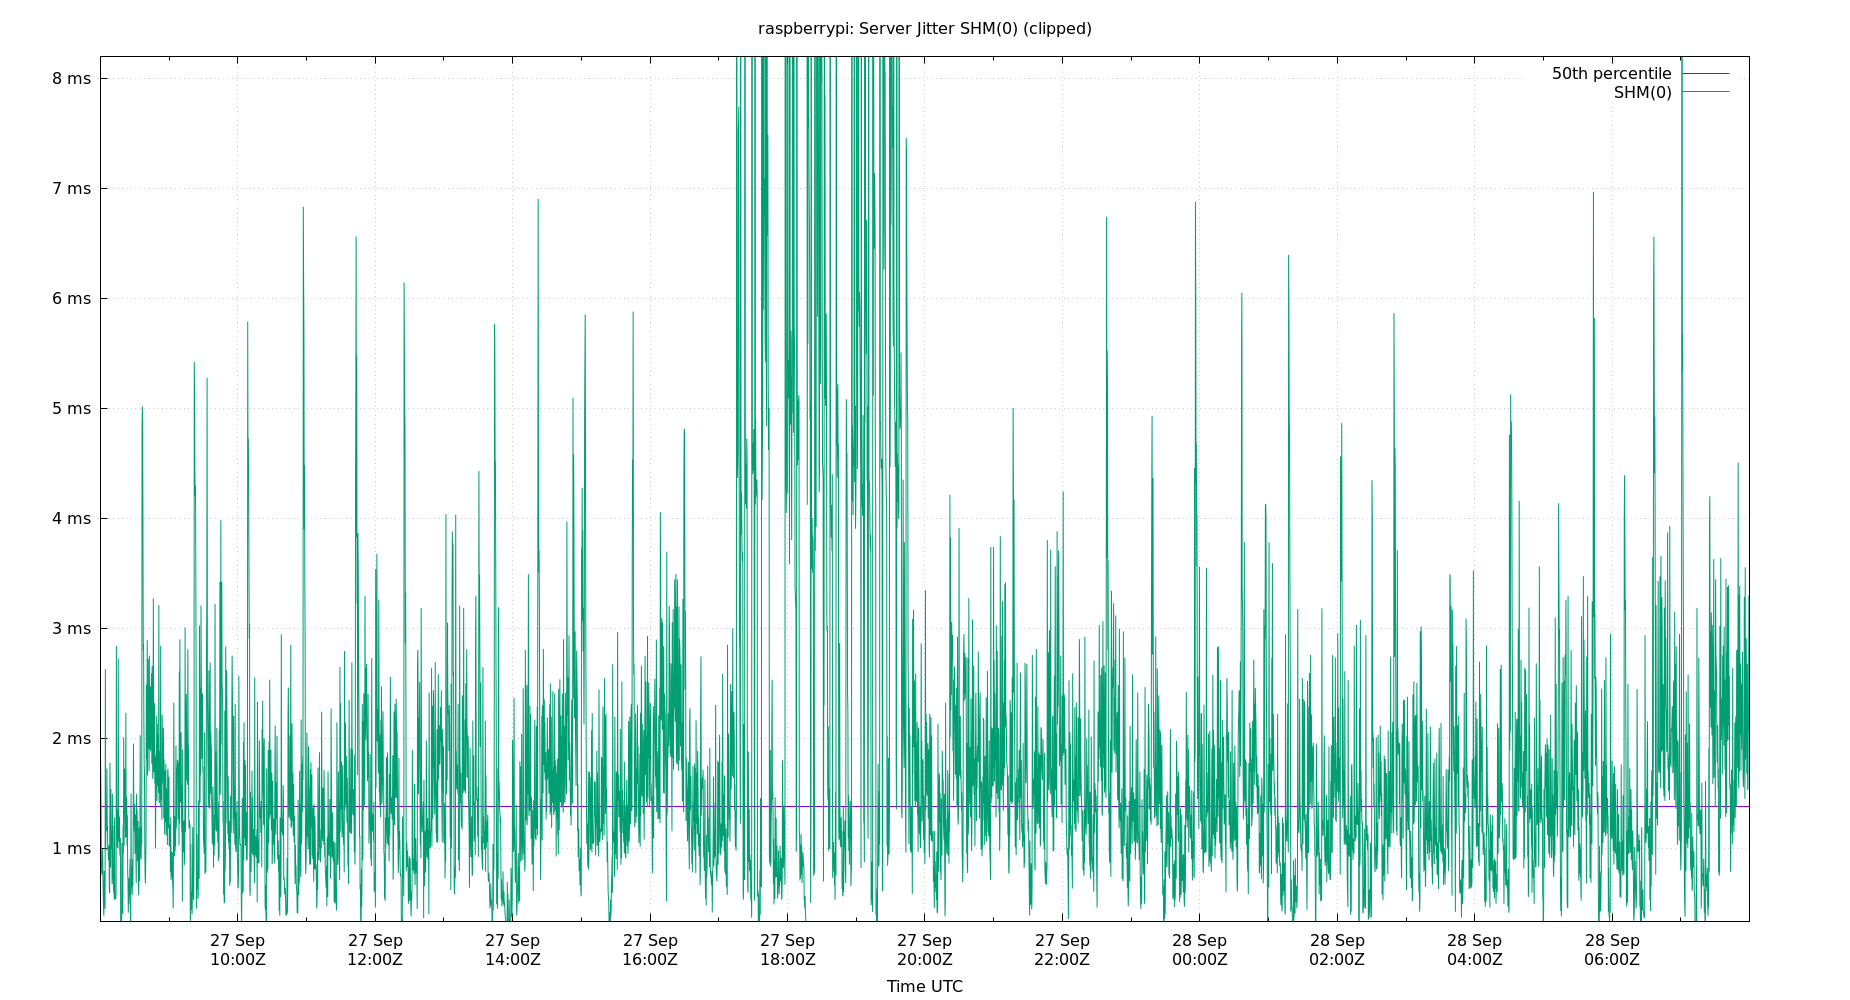 raspberrypi: Server Jitter SHM(0) (clipped)
50th percentile
SHM(0)
8 ms
7 ms
6 ms
5 ms
4 ms
3 ms
2 ms
1 ms
27 Sep 27 Sep 27 Sep 27 Sep 27 Sep 27 Sep 27 Sep 28 Sep 28 Sep 28 Sep 28 Sep
10:00Z 12:00Z 14:00Z 16:00Z 18:00Z 20:00Z 22:00Z 00:00Z 02:00Z 04:00Z 06:00Z
Time UTC